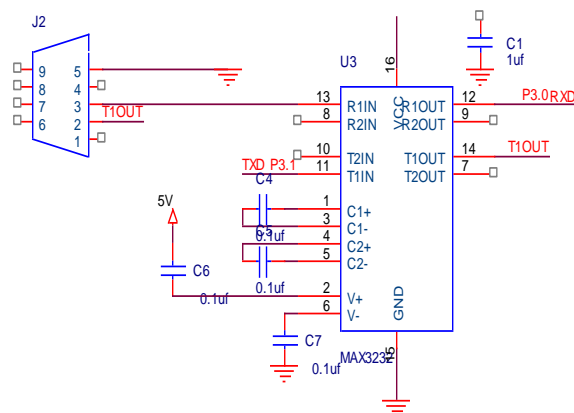 J2
9
8
7
6
5
4
3
2
1
T1OUT
U3
16
VCC
C1
1uf
13
R1IN
8
R2IN
10
T2IN
11
T1IN
TXD P3.1
12
R1OUT
P3.0RXD
9
R2OUT
14
T1OUT
T1OUT
7
T2OUT
C4
1
C1+
3
C1-
4
C2+
5
C2-
C5
0.1uf
0.1uf
5V
C6
0.1uf
2
V+
6
V-
GND
C7
0.1uf
MAX3232
15